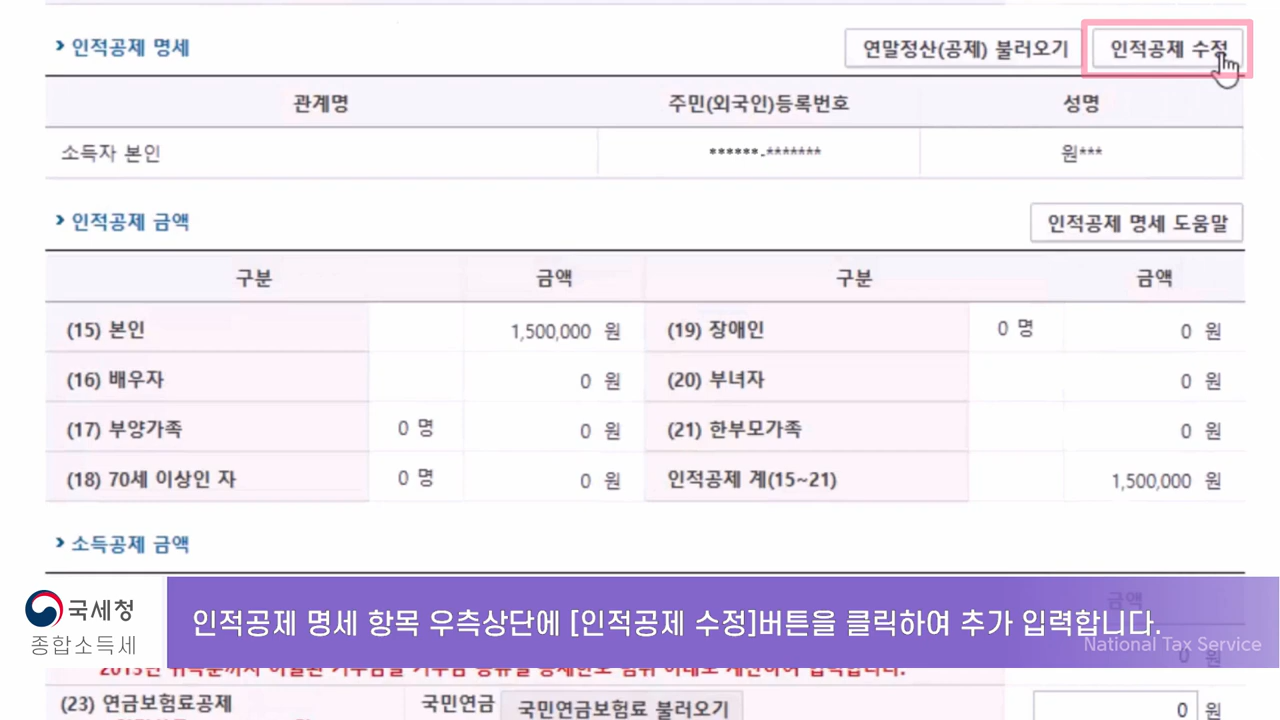 인적공제 명세
연말정산(공제) 불러오기
인적공제 수정
관계명 주민(외국인)등록번호 성명
소득자 본인 ******-******* 원***
인적공제 금액
인적공제 명세 도움말
구분 금액 구분 금액
(15) 본인 1,500,000 원 (19) 장애인 0 명 0 원
(16) 배우자 0 원 (20) 부녀자 0 원
(17) 부양가족 0 명 0 원 (21) 한부모가족 0 원
(18) 70세 이상인 자 0 명 0 원 인적공제 계(15~21) 1,500,000 원
소득공제 금액
금액
국세청
종합소득세
인적공제 명세 항목 우측상단에 [인적공제 수정]버튼을 클릭하여 추가 입력합니다.
National Tax Service
0 원
(23) 연금보험료공제 국민연금 국민연금보험료 불러오기 0 원